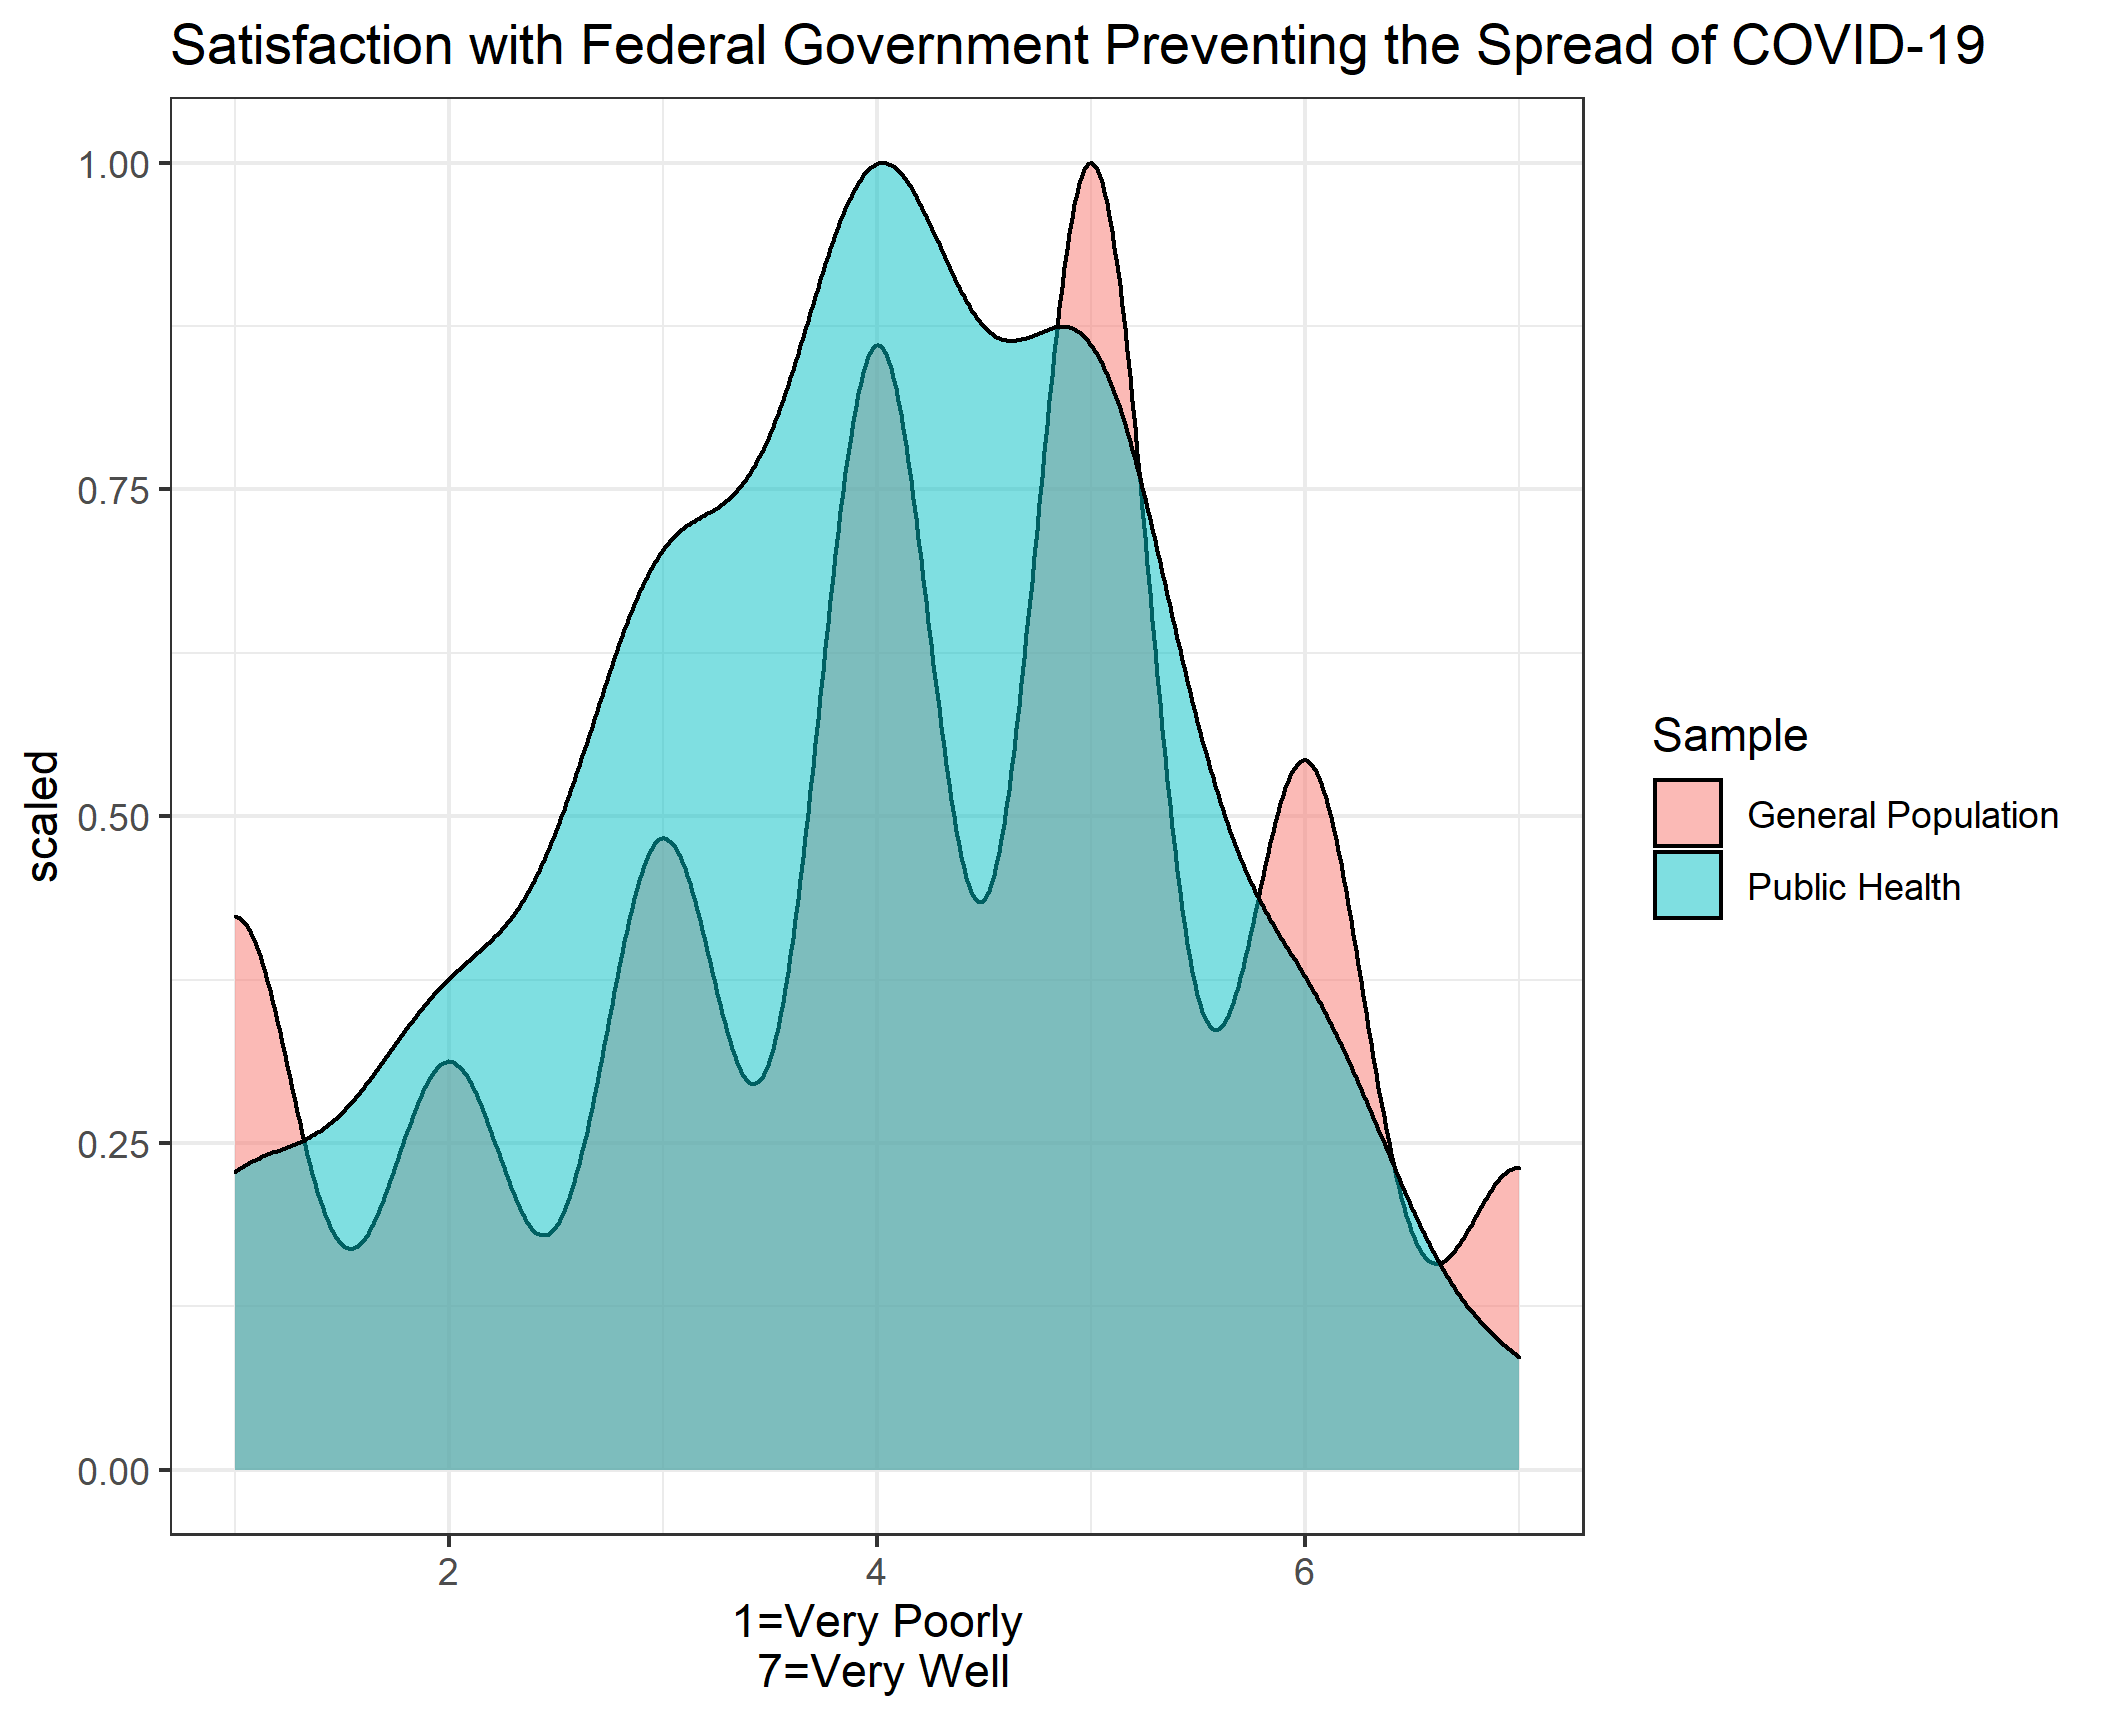 Satisfaction with Federal Government Preventing the Spread of COVID-19
1.00
0.75
0.50
0.25
0.00
scaled
2
4
6
1=Very Poorly
7=Very Well
Sample
General Population
Public Health